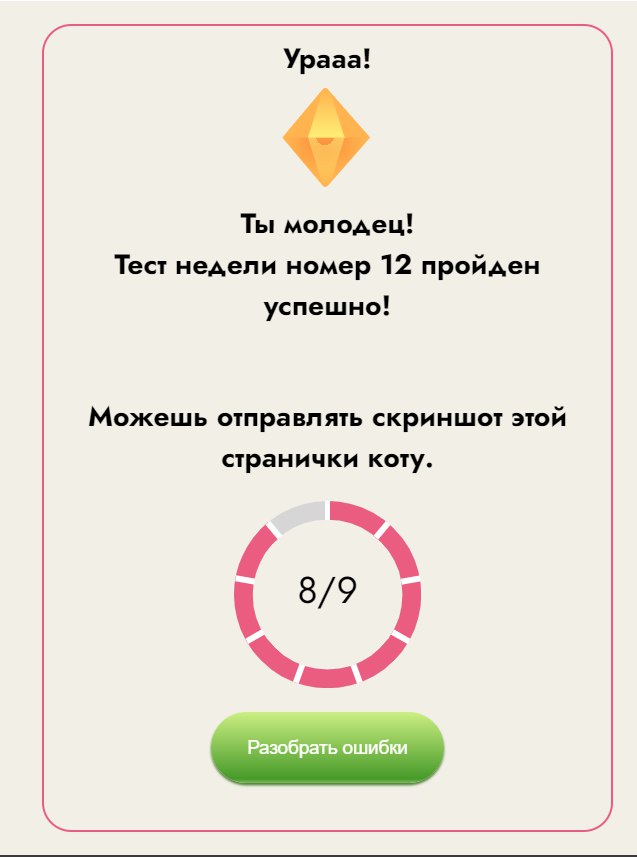 Урааа!
Ты молодец!
Тест недели номер 12 пройден
успешно!
Можешь отправлять скриншот этой
странички коту.
8/9
Разобрать ошибки